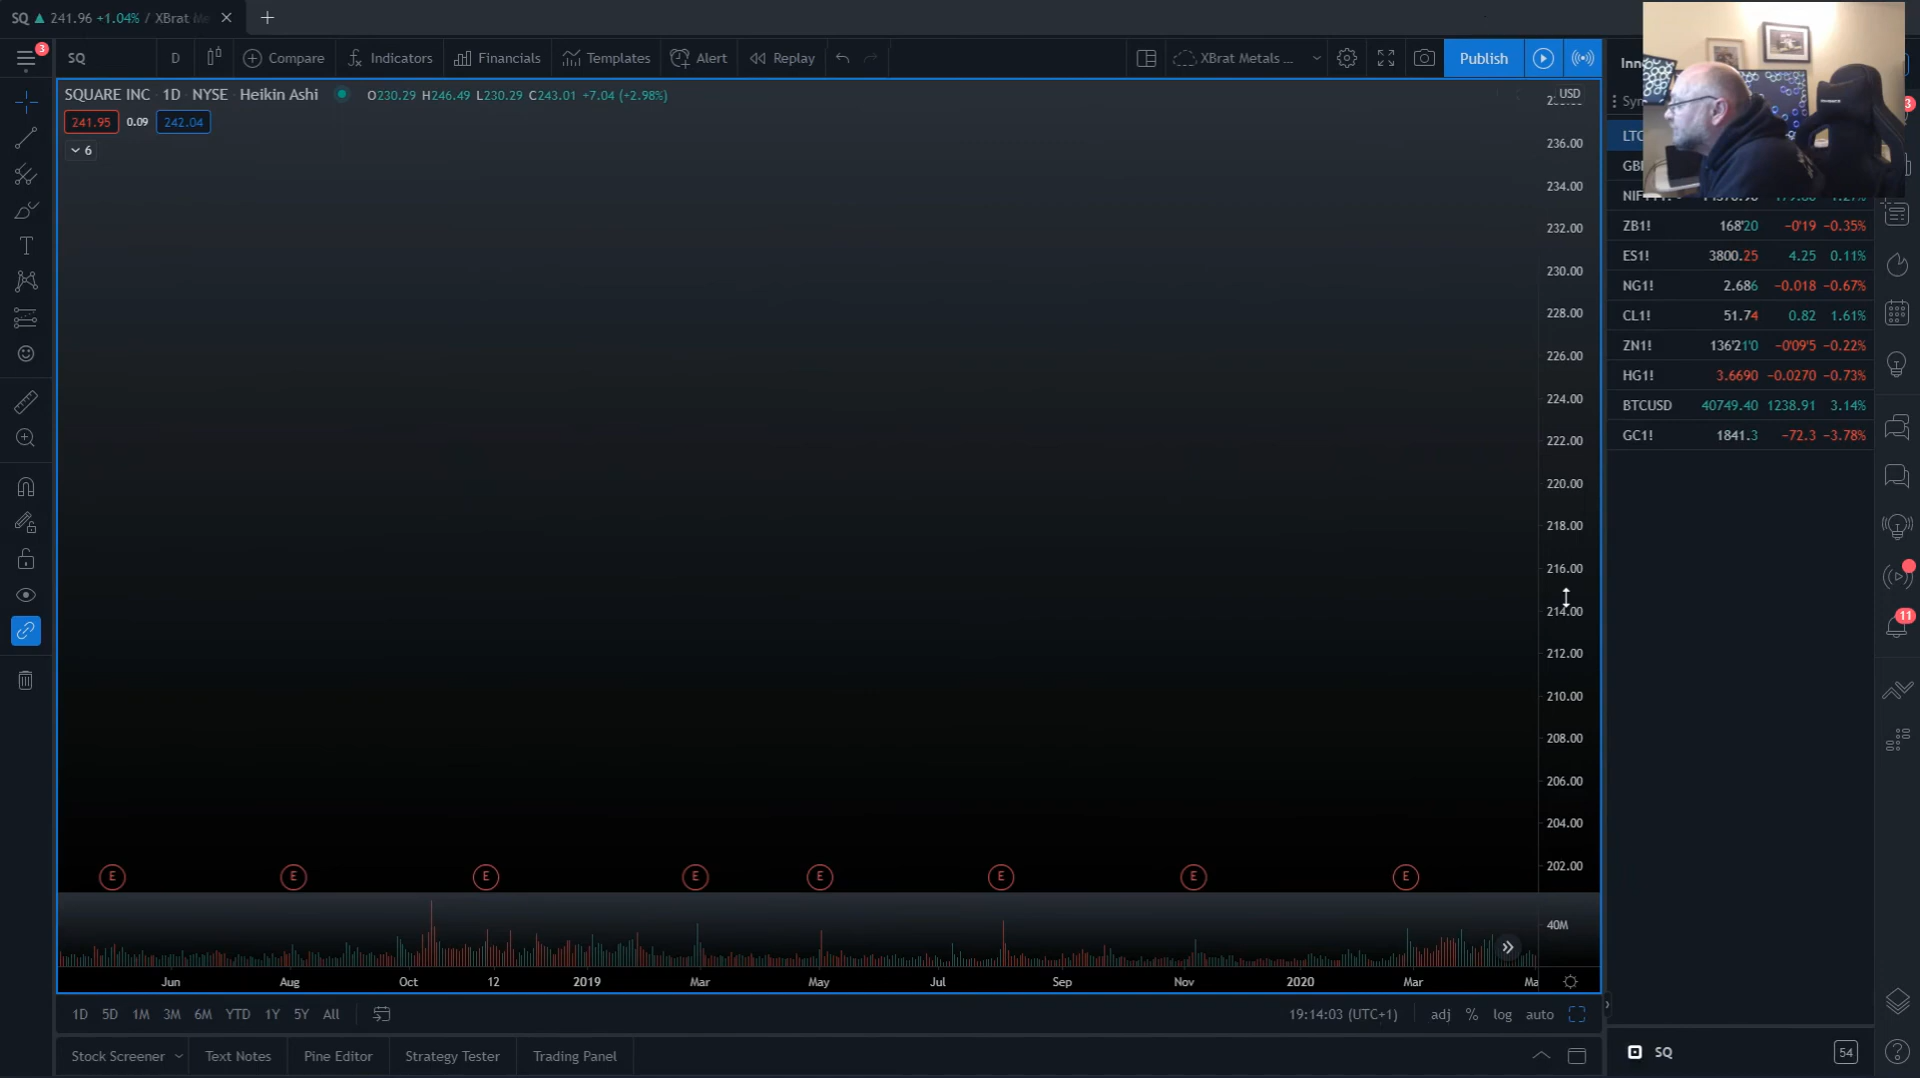 SQ ▲ 241.96 +1.04% / XBrat Me
3
SQ D Compare Indicators Financials Templates Alert Replay XBrat Metals ... Publish
SQUARE INC · 1D · NYSE · Heikin Ashi O230.29 H246.49 L230.29 C243.01 +7.04 (+2.98%)
241.95 0.09 242.04
6
USD
236.00
234.00
232.00
230.00
228.00
226.00
224.00
222.00
220.00
218.00
216.00
214.00
212.00
210.00
208.00
206.00
204.00
202.00
E E E E E E E E
40M
Jun Aug Oct 12 2019 Mar May Jul Sep Nov 2020 Mar Ma
1D 5D 1M 3M 6M YTD 1Y 5Y All 19:14:03 (UTC+1) adj % log auto
Stock Screener Text Notes Pine Editor Strategy Tester Trading Panel
Inn
Sy
LTC
ZB1! 168'20 −0'19 −0.35%
ES1! 3800.25 4.25 0.11%
NG1! 2.686 −0.018 −0.67%
CL1! 51.74 0.82 1.61%
ZN1! 136'21'0 −0'09'5 −0.22%
HG1! 3.6690 −0.0270 −0.73%
BTCUSD 40749.40 1238.91 3.14%
GC1! 1841.3 −72.3 −3.78%
11
SQ 54